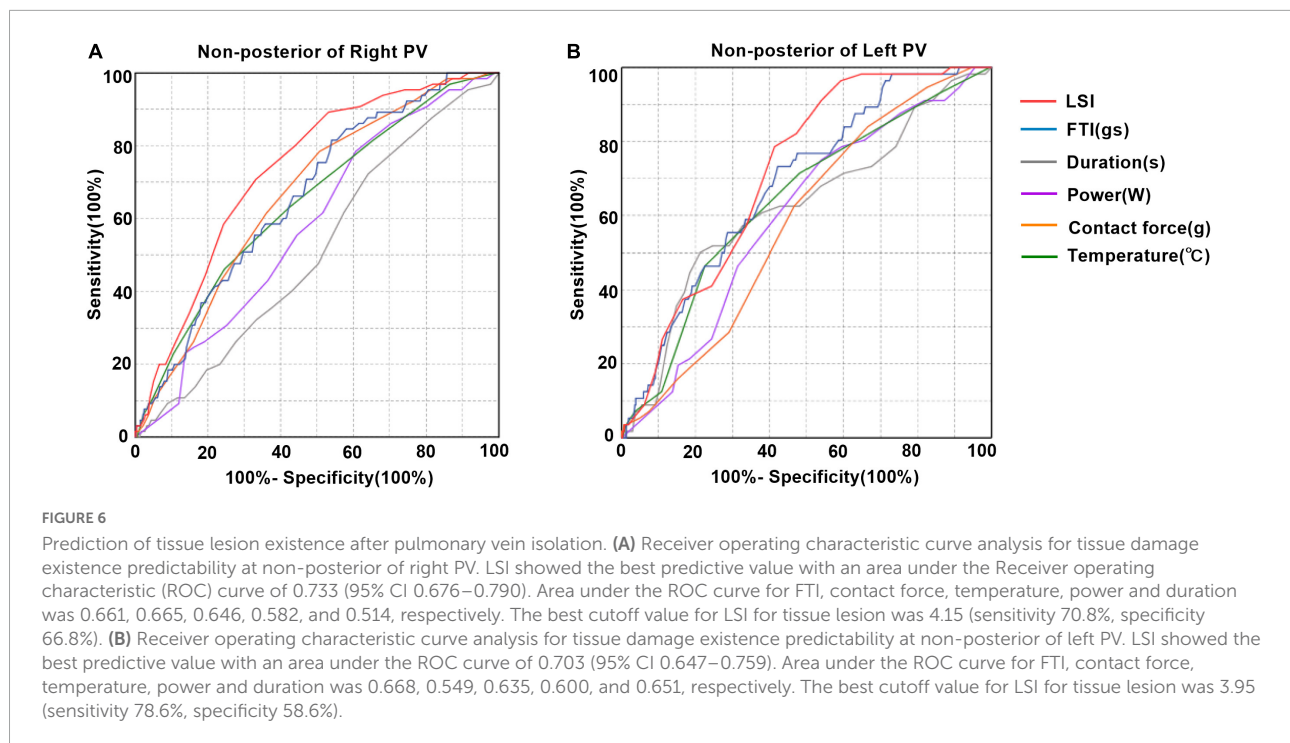 A
Non-posterior of Right PV
100
80
60
40
20
0
Sensitivity(100%)
0 20 40 60 80 100
100%- Specificity(100%)
B
Non-posterior of Left PV
100
80
60
40
20
0
Sensitivity(100%)
0 20 40 60 80 100
100%- Specificity(100%)
LSI
FTI(gs)
Duration(s)
Power(W)
Contact force(g)
Temperature(℃)
FIGURE 6
Prediction of tissue lesion existence after pulmonary vein isolation. (A) Receiver operating characteristic curve analysis for tissue damage
existence predictability at non-posterior of right PV. LSI showed the best predictive value with an area under the Receiver operating
characteristic (ROC) curve of 0.733 (95% CI 0.676–0.790). Area under the ROC curve for FTI, contact force, temperature, power and duration
was 0.661, 0.665, 0.646, 0.582, and 0.514, respectively. The best cutoff value for LSI for tissue lesion was 4.15 (sensitivity 70.8%, specificity
66.8%). (B) Receiver operating characteristic curve analysis for tissue damage existence predictability at non-posterior of left PV. LSI showed the
best predictive value with an area under the ROC curve of 0.703 (95% CI 0.647–0.759). Area under the ROC curve for FTI, contact force,
temperature, power and duration was 0.668, 0.549, 0.635, 0.600, and 0.651, respectively. The best cutoff value for LSI for tissue lesion was 3.95
(sensitivity 78.6%, specificity 58.6%).